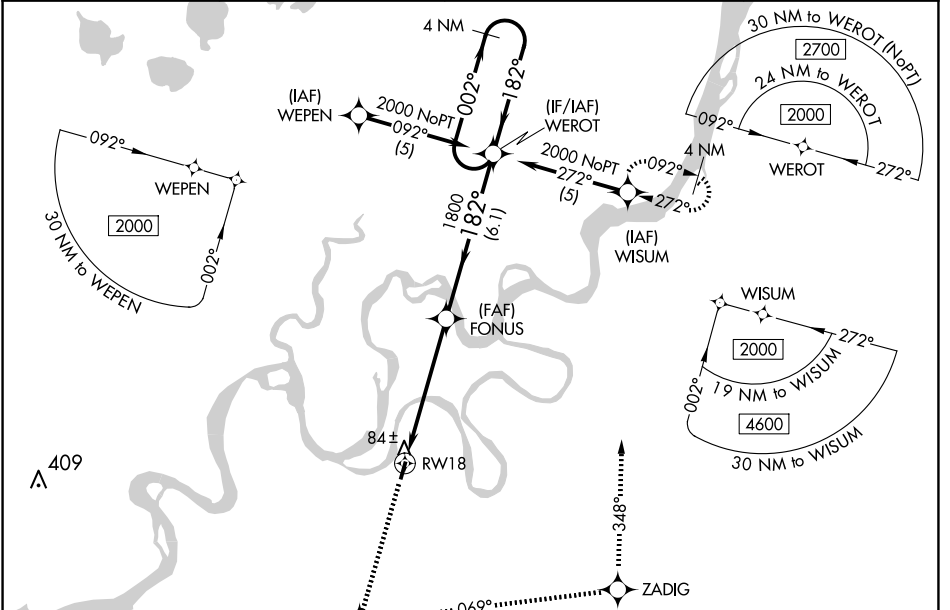 4 NM
30 NM to WEROT (NoPT)
2700
24 NM to WEROT
2000
092°
WEROT
272°
002°
182°
(IAF)
WEPEN
2000 NoPT
092°
(5)
(IF/IAF)
WEROT
2000 NoPT
272°
(5)
092°
4 NM
272°
(IAF)
WISUM
092°
WEPEN
2000
002°
30 NM to WEPEN
1800
182°
(6.1)
(FAF)
FONUS
WISUM
272°
2000
19 NM to WISUM
002°
4600
30 NM to WISUM
84±
RW18
409
348°
ZADIG
069°